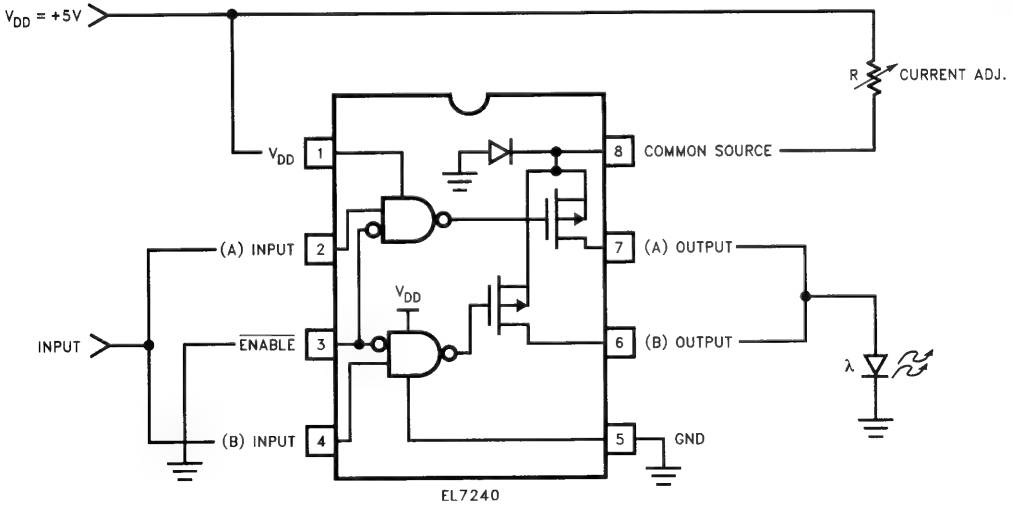 V_DD = +5V
R CURRENT ADJ.
V_DD 1
8 COMMON SOURCE
(A) INPUT 2
7 (A) OUTPUT
V_DD
INPUT
E̅N̅A̅B̅L̅E̅ 3
6 (B) OUTPUT
λ
(B) INPUT 4
5 GND
EL7240